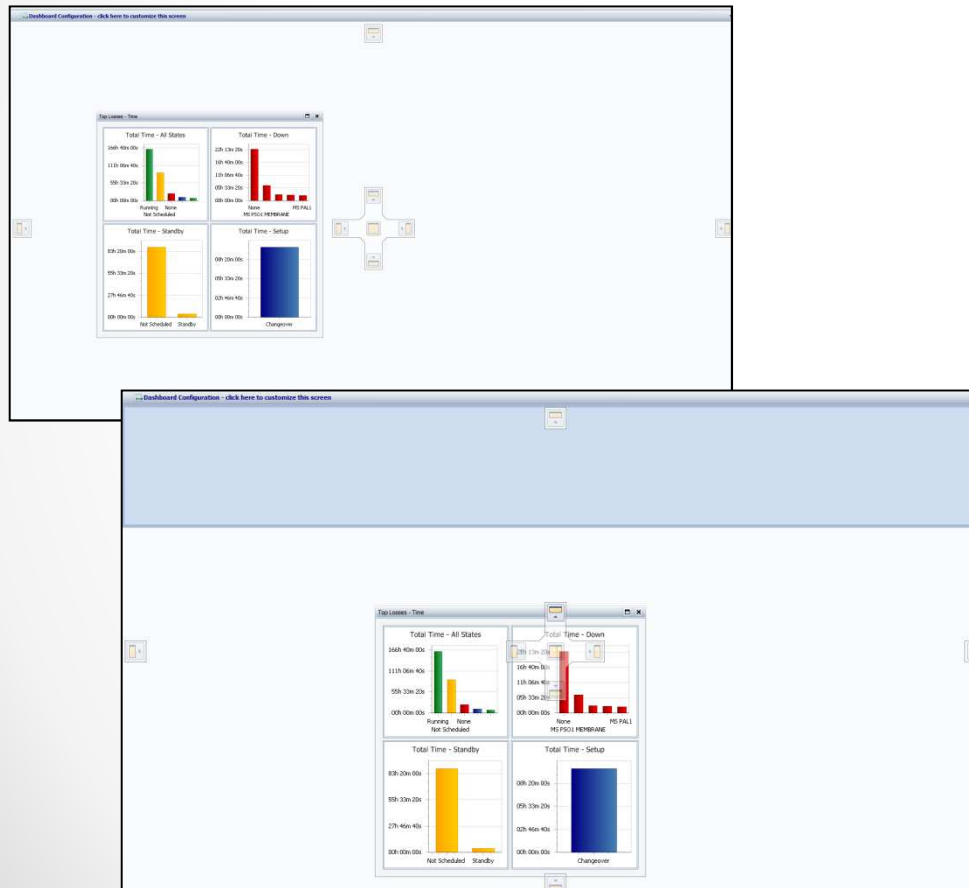 Dashboard Configuration - click here to customize this screen
Top Losses - Time
Total Time - All States
166h 40m 00s
111h 06m 40s
55h 33m 20s
00h 00m 00s
Running None
Not Scheduled
Total Time - Down
22h 13m 20s
16h 40m 00s
11h 06m 40s
05h 33m 20s
00h 00m 00s
None MS PAL1
MS PSO1 MEMBRANE
Total Time - Standby
83h 20m 00s
55h 33m 20s
27h 46m 40s
00h 00m 00s
Not Scheduled Standby
Total Time - Setup
08h 20m 00s
05h 33m 20s
02h 46m 40s
00h 00m 00s
Changeover
Dashboard Configuration - click here to customize this screen
Top Losses - Time
Total Time - All States
166h 40m 00s
111h 06m 40s
55h 33m 20s
00h 00m 00s
Running None
Not Scheduled
Total Time - Down
22h 13m 20s
16h 40m 00s
11h 06m 40s
05h 33m 20s
00h 00m 00s
None MS PAL1
MS PSO1 MEMBRANE
Total Time - Standby
83h 20m 00s
55h 33m 20s
27h 46m 40s
00h 00m 00s
Not Scheduled Standby
Total Time - Setup
08h 20m 00s
05h 33m 20s
02h 46m 40s
00h 00m 00s
Changeover